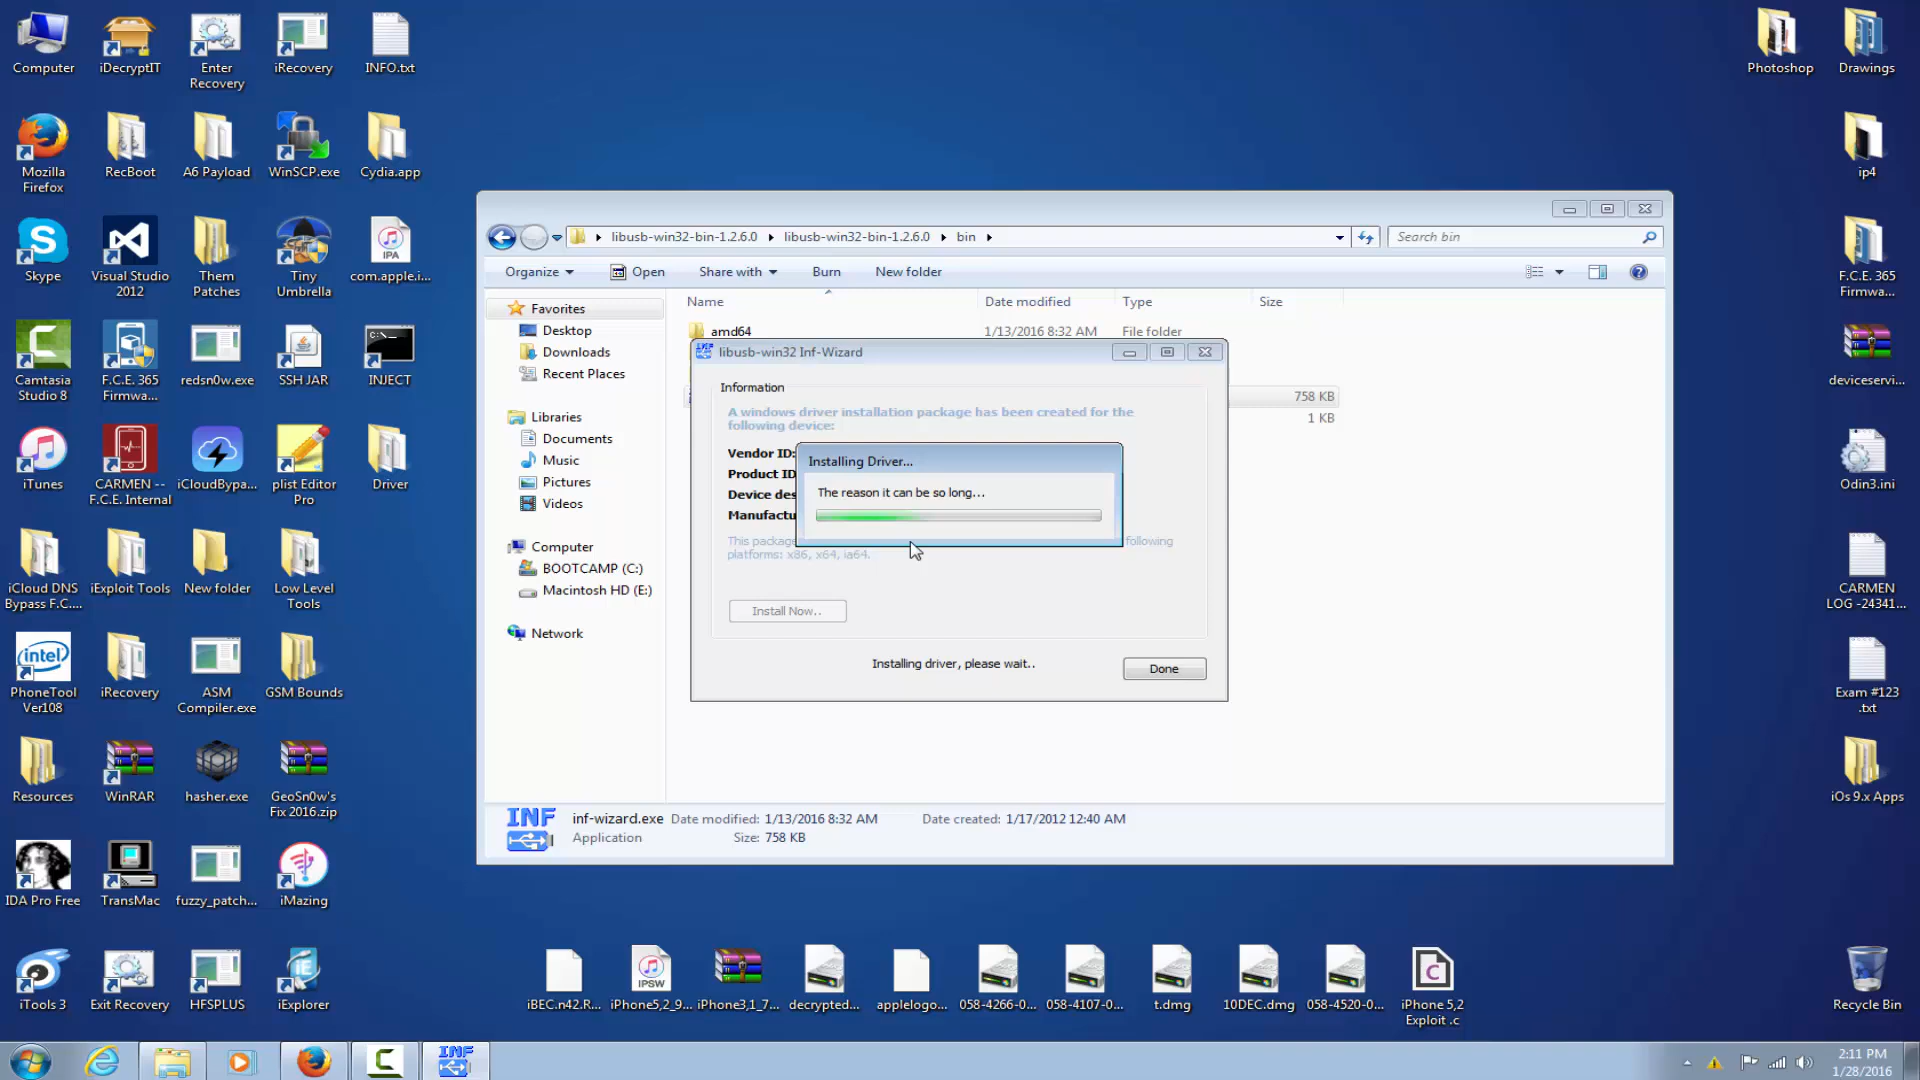 Computer
iDecryptIT
Enter
Recovery
iRecovery
INFO.txt
Photoshop
Drawings
Mozilla
Firefox
RecBoot
A6 Payload
WinSCP.exe
Cydia.app
ip4
Skype
Visual Studio
2012
Them
Patches
Tiny
Umbrella
IPA
com.apple.i...
F.C.E. 365
Firmwa...
Camtasia
Studio 8
F.C.E. 365
Firmwa...
redsn0w.exe
SSH JAR
C:\_
INJECT
deviceservi...
iTunes
CARMEN --
F.C.E. Internal
iCloudBypa...
plist Editor
Pro
Driver
Odin3.ini
iCloud DNS
Bypass F.C....
iExploit Tools
New folder
Low Level
Tools
CARMEN
LOG -24341...
intel
PhoneTool
Ver108
iRecovery
ASM
Compiler.exe
GSM Bounds
Exam #123
.txt
Resources
WinRAR
hasher.exe
GeoSn0w's
Fix 2016.zip
iOs 9.x Apps
IDA Pro Free
TransMac
fuzzy_patch...
iMazing
iTools 3
Exit Recovery
HFSPLUS
iExplorer
iBEC.n42.R...
IPSW
iPhone5,2_9...
iPhone3,1_7...
decrypted...
applelogo...
058-4266-0...
058-4107-0...
t.dmg
10DEC.dmg
058-4520-0...
iPhone 5,2
Exploit .c
Recycle Bin
libusb-win32-bin-1.2.6.0
libusb-win32-bin-1.2.6.0
bin
Search bin
Organize
Open
Share with
Burn
New folder
Favorites
Desktop
Downloads
Recent Places
Libraries
Documents
Music
Pictures
Videos
Computer
BOOTCAMP (C:)
Macintosh HD (E:)
Network
Name
Date modified
Type
Size
amd64
1/13/2016 8:32 AM
File folder
758 KB
1 KB
libusb-win32 Inf-Wizard
Information
A windows driver installation package has been created for the
following device:
Vendor ID:
Product ID
Device des
Manufactu
Installing Driver...
The reason it can be so long...
This package
following
platforms: x86, x64, ia64.
Install Now..
Installing driver, please wait..
Done
INF
inf-wizard.exe
Date modified: 1/13/2016 8:32 AM
Date created: 1/17/2012 12:40 AM
Application
Size: 758 KB
INF
2:11 PM
1/28/2016